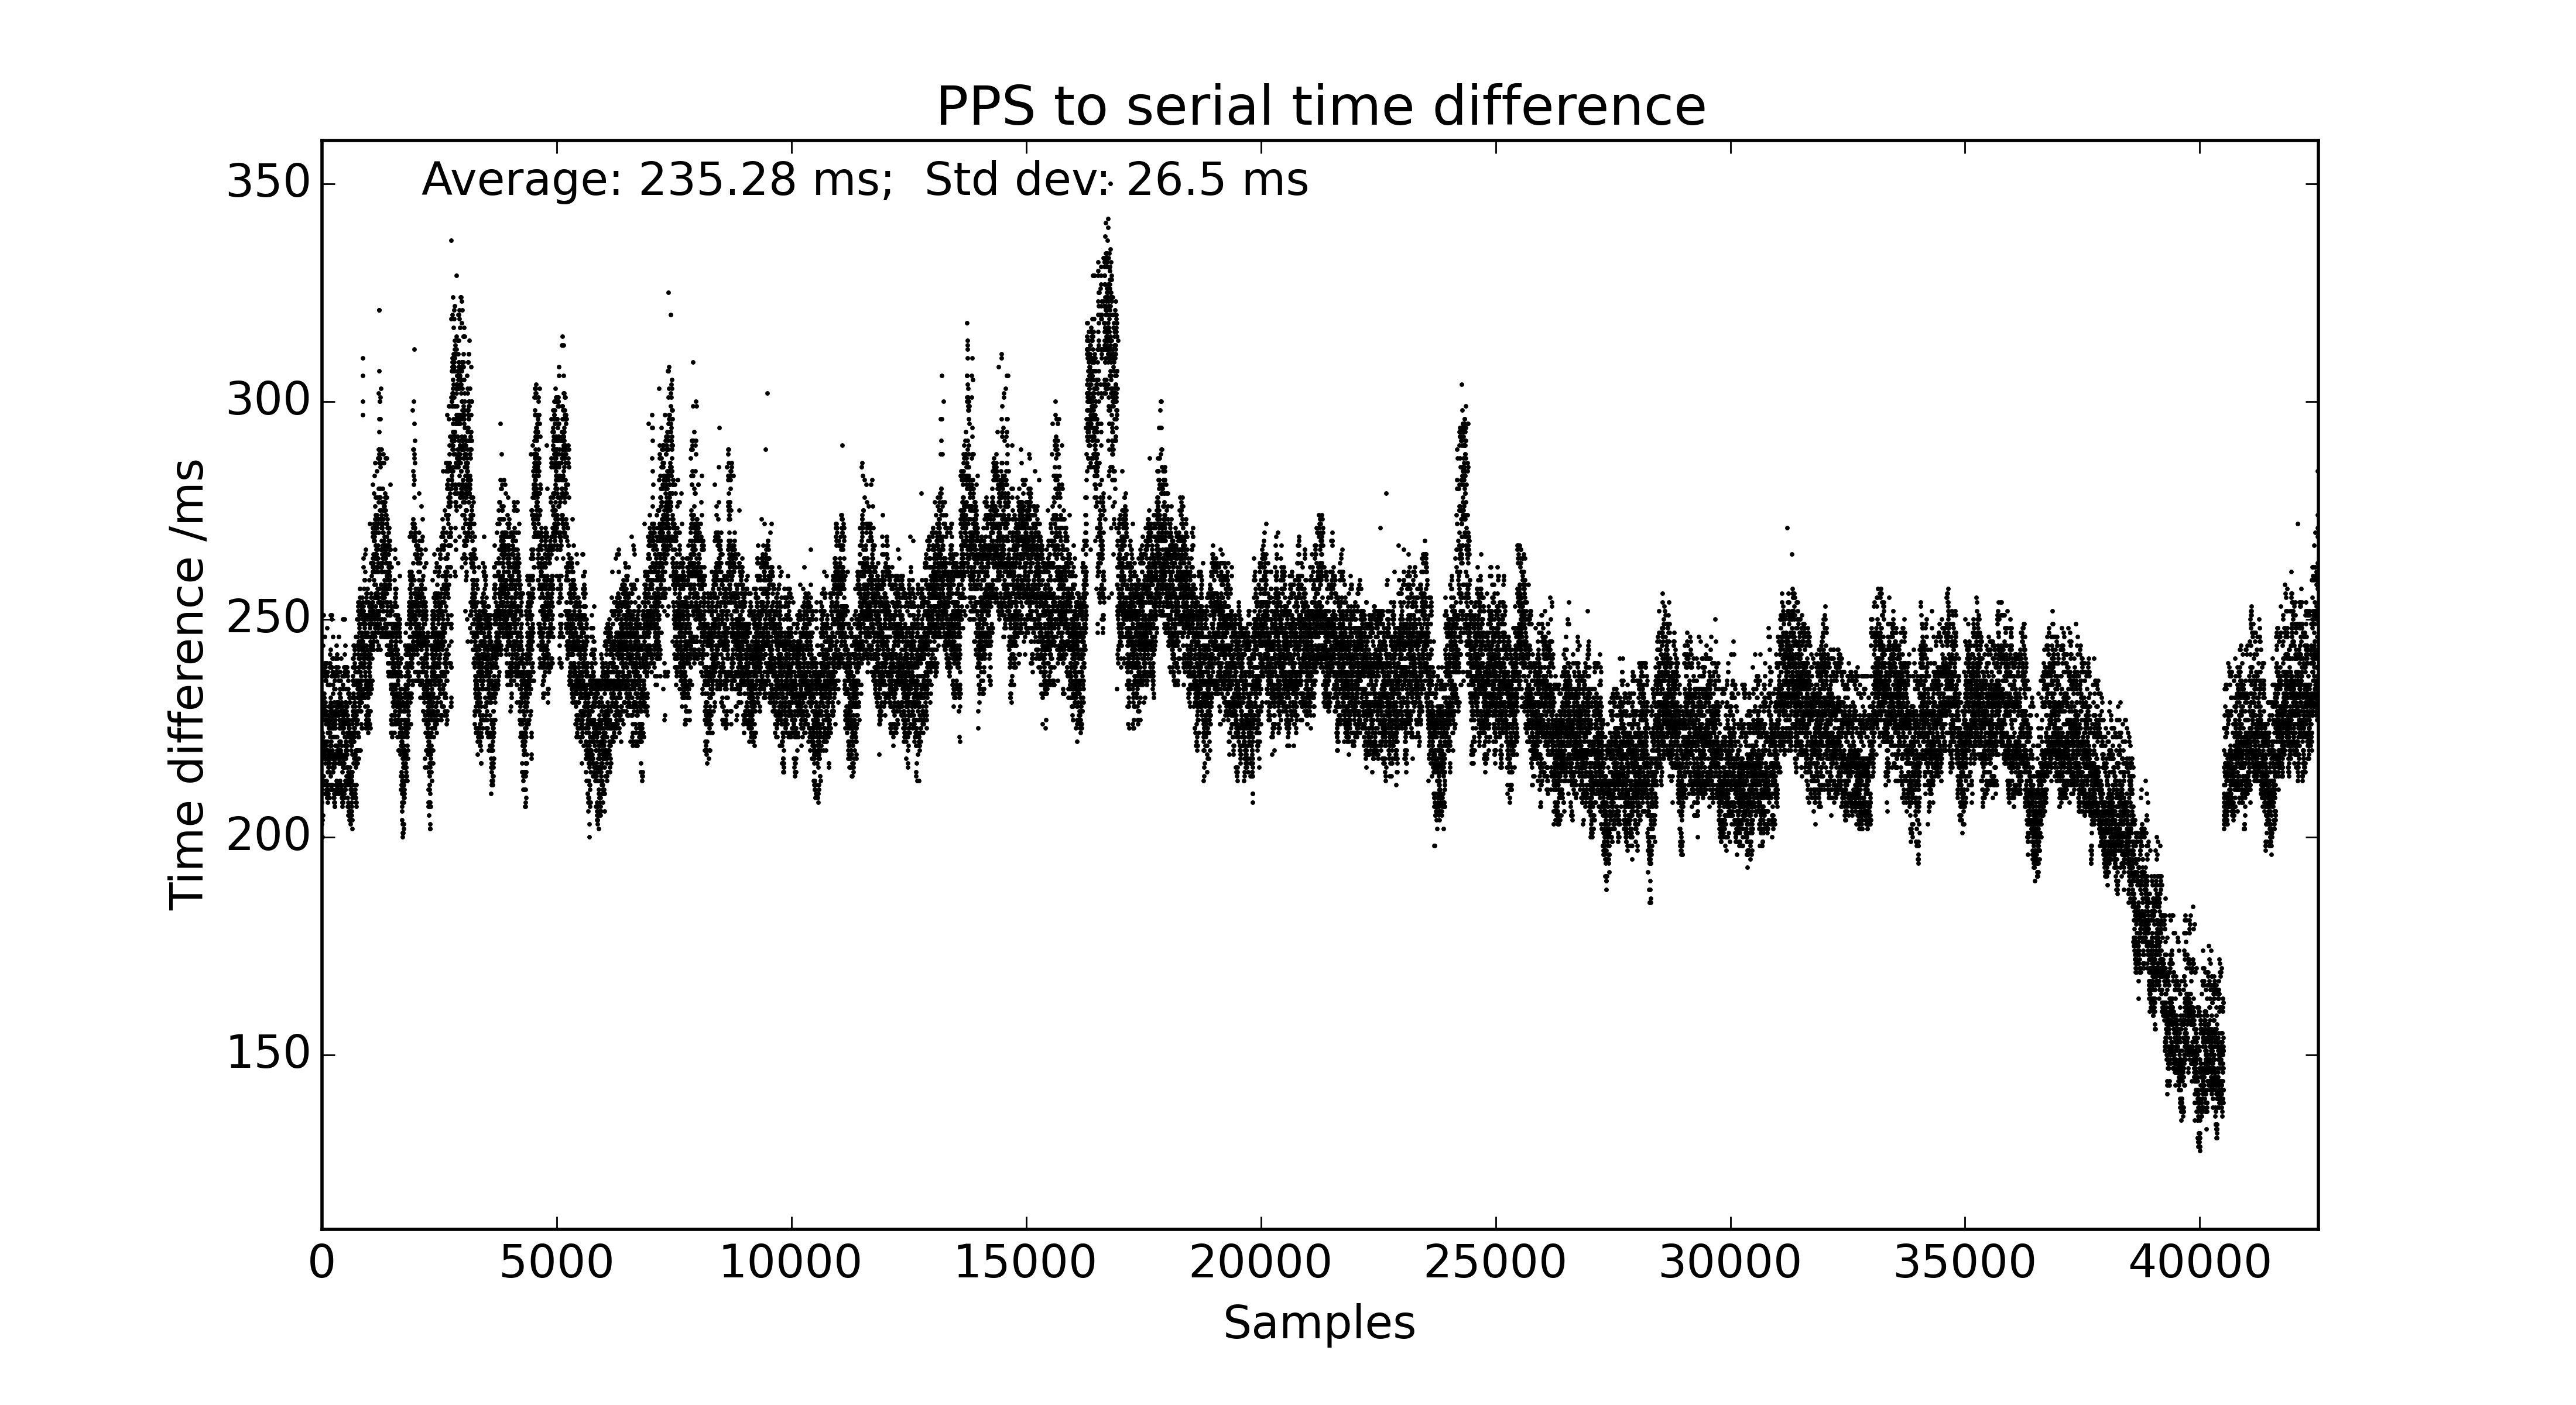 PPS to serial time difference
Average: 235.28 ms;  Std dev: 26.5 ms
Time difference /ms
350
300
250
200
150
0 5000 10000 15000 20000 25000 30000 35000 40000
Samples